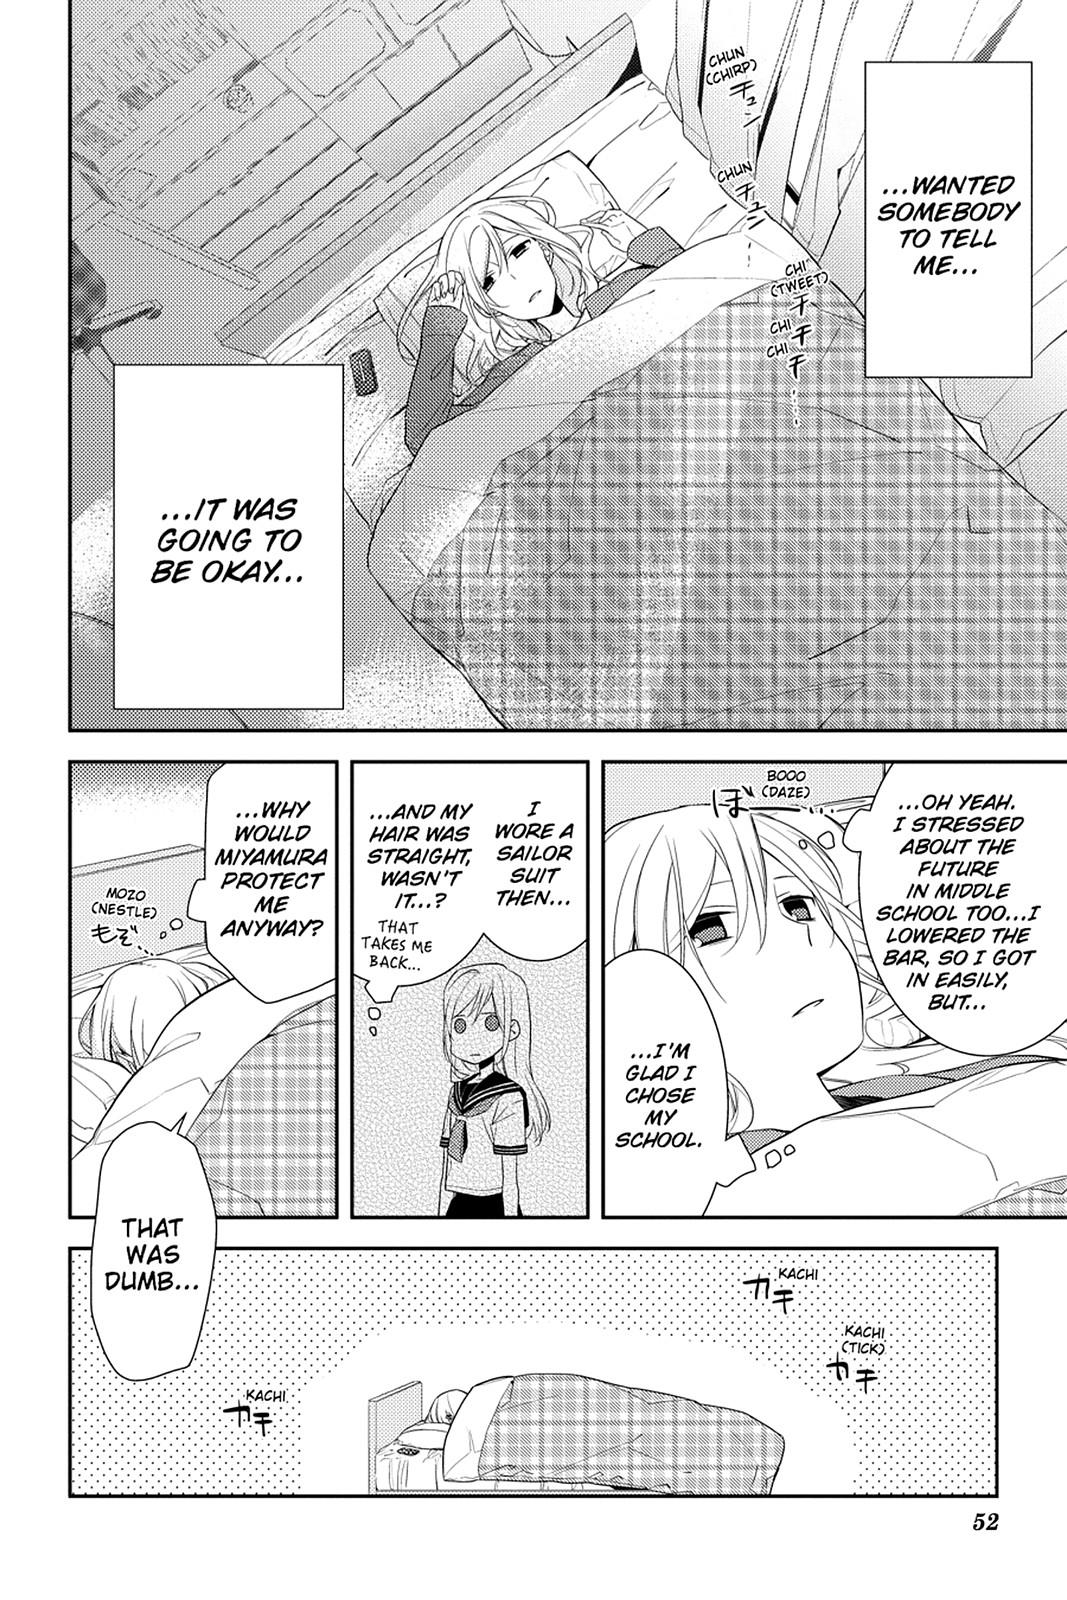 ...WANTED
SOMEBODY
TO TELL
ME...
CHUN
(CHIRP)
チュン
CHUN
チュン
CHI
(TWEET)
チ
CHI
チ
CHI
チ...
...IT WAS
GOING TO
BE OKAY...
BOOO
(DAZE)
ぼー
...OH YEAH.
I STRESSED
ABOUT THE
FUTURE
IN MIDDLE
SCHOOL TOO...I
LOWERED THE
BAR, SO I GOT
IN EASILY,
BUT...
...I'M
GLAD I
CHOSE
MY
SCHOOL.
I
WORE A
SAILOR
SUIT
THEN...
...AND MY
HAIR WAS
STRAIGHT,
WASN'T
IT...?
THAT
TAKES ME
BACK...
...WHY
WOULD
MIYAMURA
PROTECT
ME
ANYWAY?
MOZO
(NESTLE)
もぞ...
THAT
WAS
DUMB...
KACHI
カチ
KACHI
(TICK)
カチ
KACHI
カチ
52